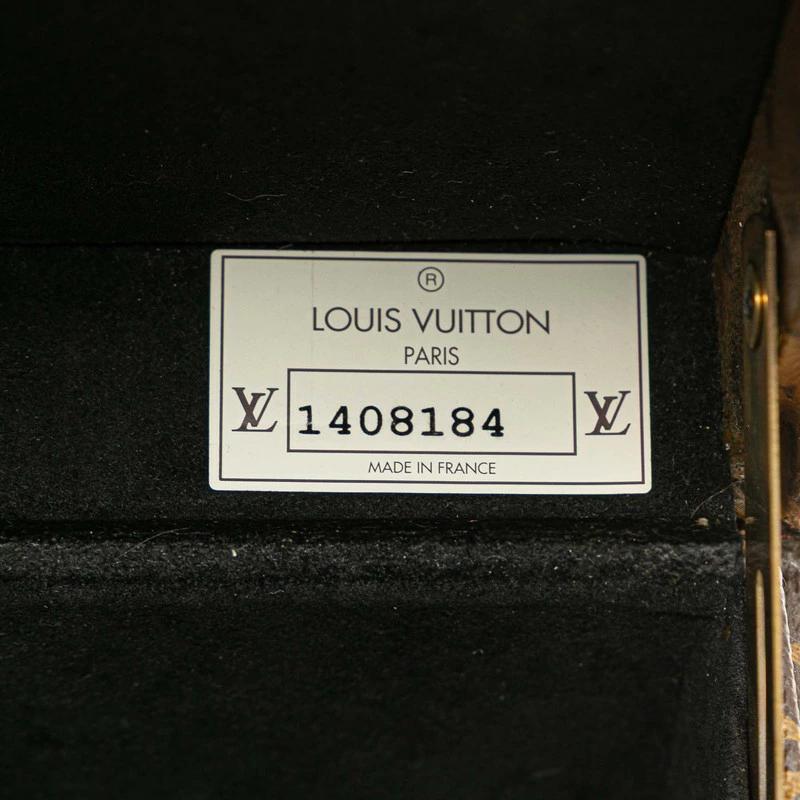 ®
LOUIS VUITTON
PARIS
LV 1408184 LV
MADE IN FRANCE